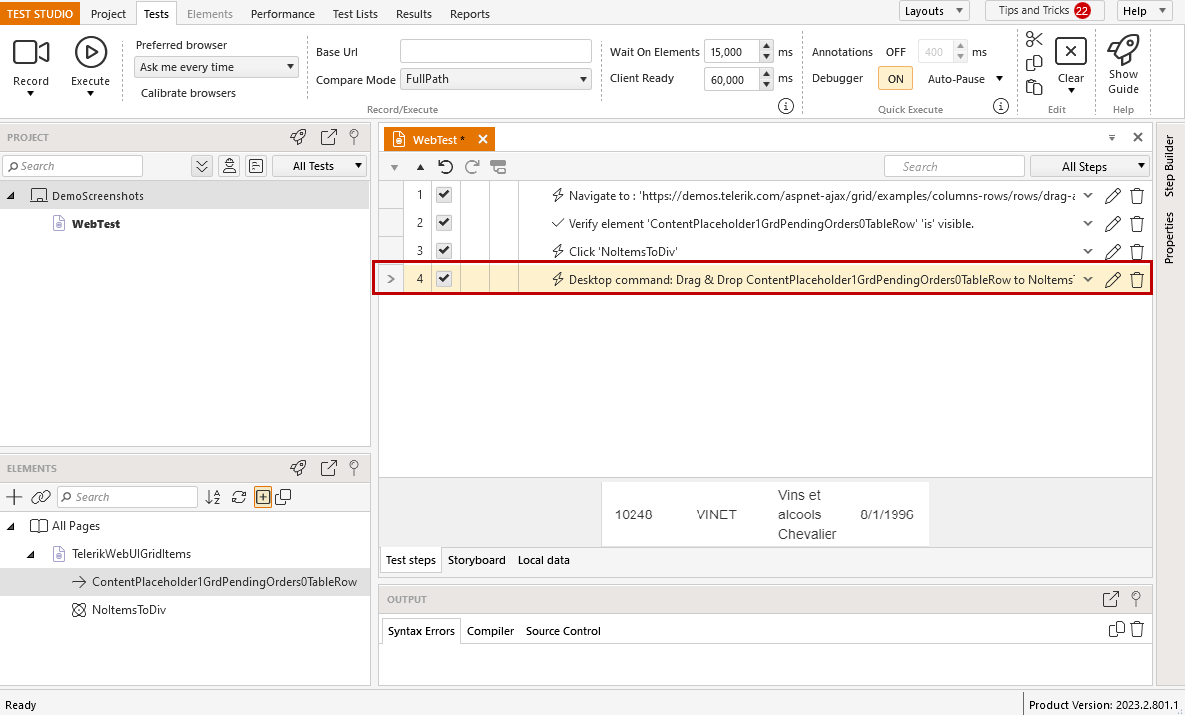 TEST STUDIO Project Tests Elements Performance Test Lists Results Reports Layouts Tips and Tricks 22 Help
Record
Execute
Preferred browser
Ask me every time
Calibrate browsers
Base Url
Compare Mode FullPath
Record/Execute
Wait On Elements 15,000 ms
Client Ready 60,000 ms
Annotations OFF 400 ms
Debugger ON Auto-Pause
Quick Execute
Clear
Edit
Show
Guide
Help
PROJECT
Search All Tests
DemoScreenshots
WebTest
ELEMENTS
Search
All Pages
TelerikWebUIGridItems
ContentPlaceholder1GrdPendingOrders0TableRow
NoItemsToDiv
WebTest *
Search All Steps
1 Navigate to : 'https://demos.telerik.com/aspnet-ajax/grid/examples/columns-rows/rows/drag-a
2 Verify element 'ContentPlaceholder1GrdPendingOrders0TableRow' 'is' visible.
3 Click 'NoItemsToDiv'
4 Desktop command: Drag & Drop ContentPlaceholder1GrdPendingOrders0TableRow to NoItemsT
10248 VINET Vins et
alcools
Chevalier 8/1/1996
Test steps Storyboard Local data
OUTPUT
Syntax Errors Compiler Source Control
Step Builder
Properties
Ready
Product Version: 2023.2.801.1